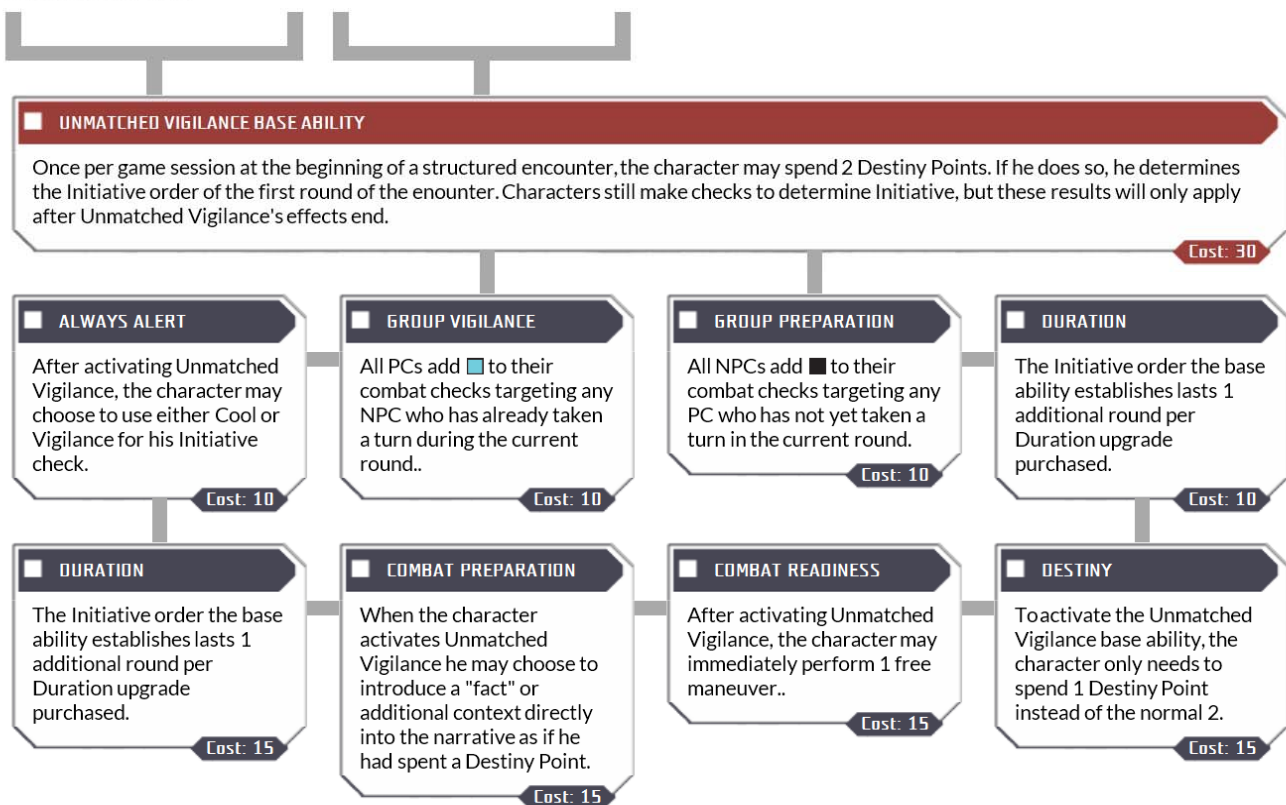 UNMATCHED VIGILANCE BASE ABILITY
Once per game session at the beginning of a structured encounter, the character may spend 2 Destiny Points. If he does so, he determines
the Initiative order of the first round of the enounter. Characters still make checks to determine Initiative, but these results will only apply
after Unmatched Vigilance's effects end.
Cost: 30
ALWAYS ALERT
After activating Unmatched
Vigilance, the character may
choose to use either Cool or
Vigilance for his Initiative
check.
Cost: 10
GROUP VIGILANCE
All PCs add to their
combat checks targeting any
NPC who has already taken
a turn during the current
round..
Cost: 10
GROUP PREPARATION
All NPCs add to their
combat checks targeting any
PC who has not yet taken a
turn in the current round.
Cost: 10
DURATION
The Initiative order the base
ability establishes lasts 1
additional round per
Duration upgrade
purchased.
Cost: 10
DURATION
The Initiative order the base
ability establishes lasts 1
additional round per
Duration upgrade
purchased.
Cost: 15
COMBAT PREPARATION
When the character
activates Unmatched
Vigilance he may choose to
introduce a "fact" or
additional context directly
into the narrative as if he
had spent a Destiny Point.
Cost: 15
COMBAT READINESS
After activating Unmatched
Vigilance, the character may
immediately perform 1 free
maneuver..
Cost: 15
DESTINY
To activate the Unmatched
Vigilance base ability, the
character only needs to
spend 1 Destiny Point
instead of the normal 2.
Cost: 15